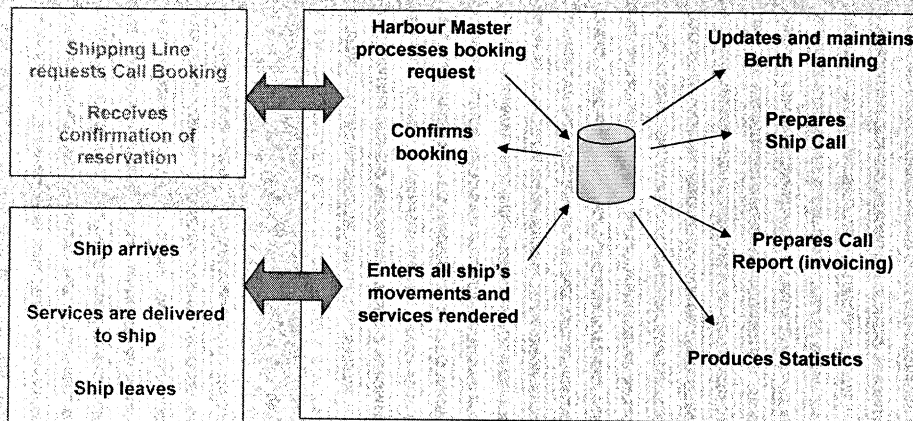 Shipping Line
requests Call Booking
Receives
confirmation of
reservation
Ship arrives
Services are delivered
to ship
Ship leaves
Harbour Master
processes booking
request
Confirms
booking
Enters all ship's
movements and
services rendered
Updates and maintains
Berth Planning
Prepares
Ship Call
Prepares Call
Report (invoicing)
Produces Statistics